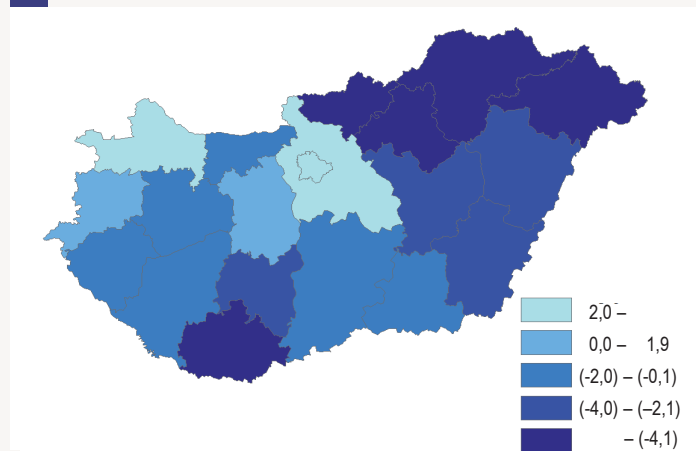 2,0 –
0,0 – 1,9
(-2,0) – (-0,1)
(-4,0) – (–2,1)
– (-4,1)